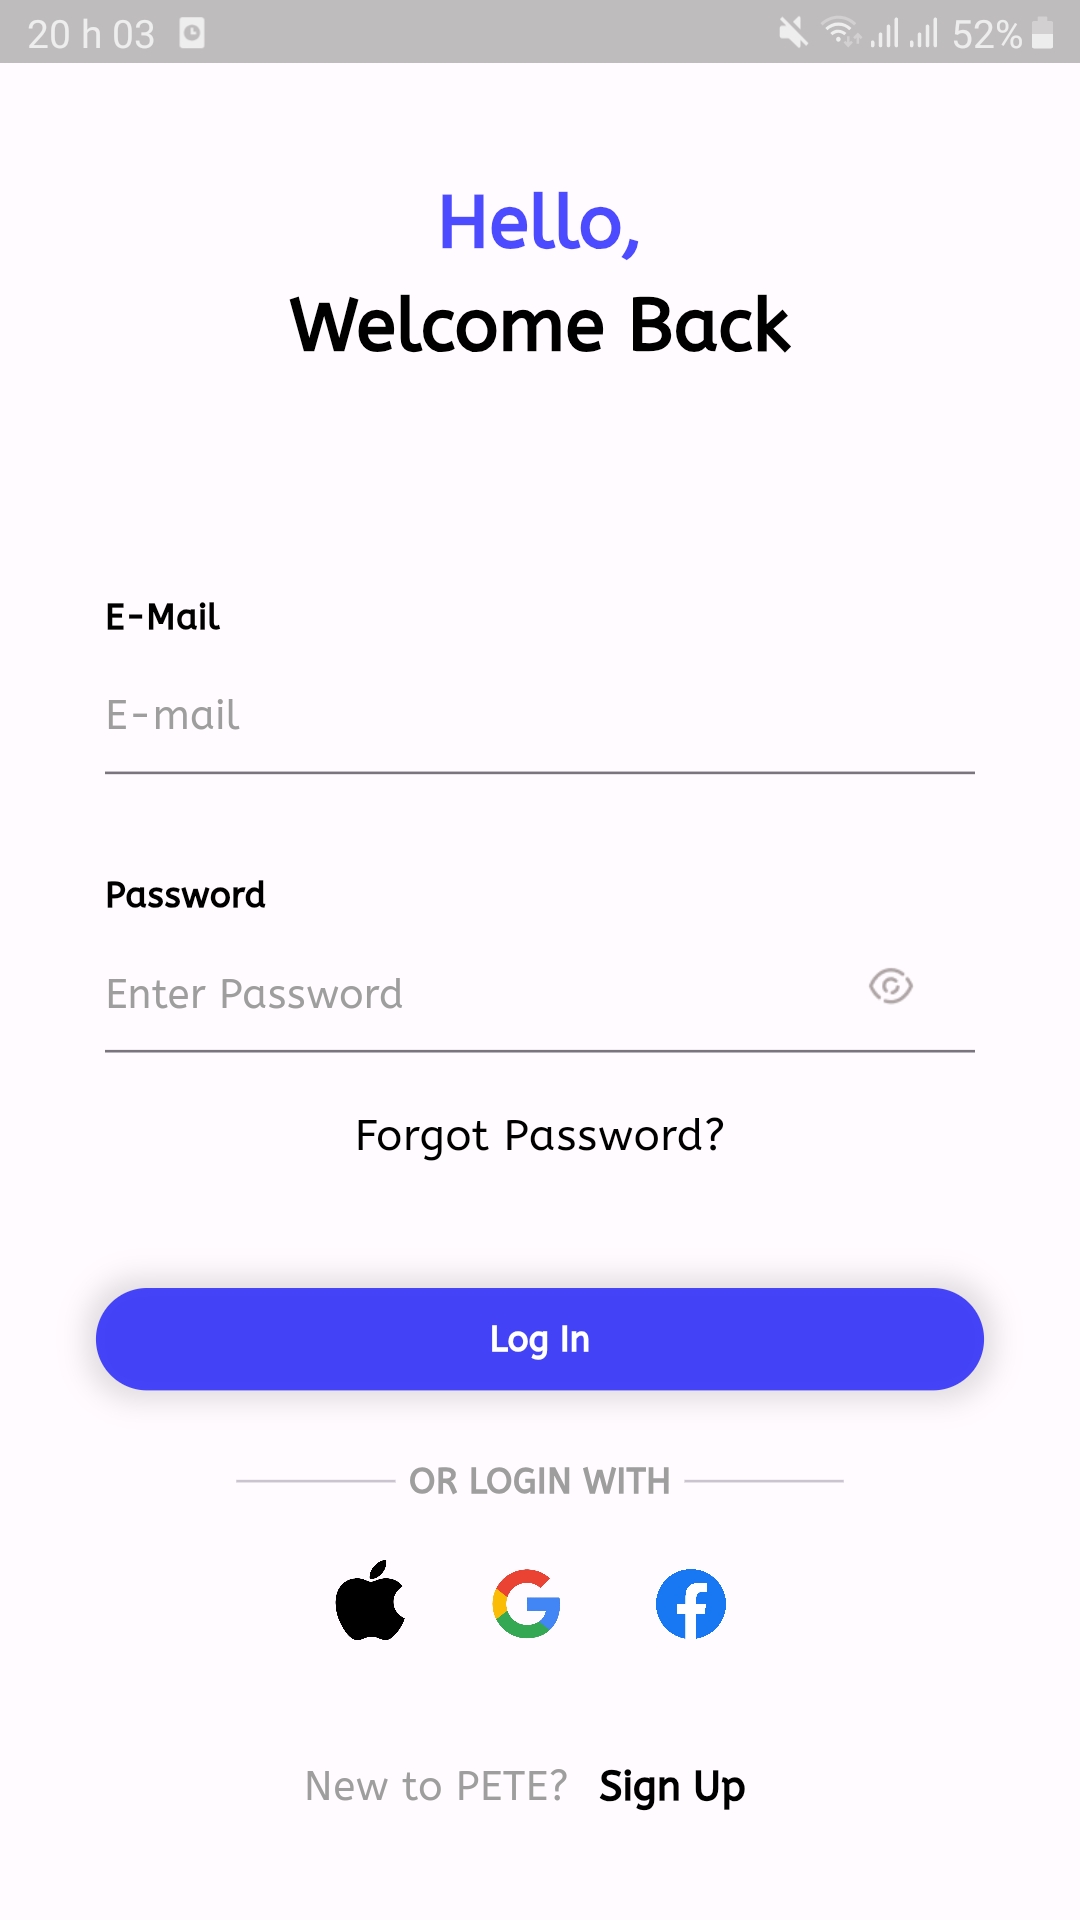 20 h 03 52%
Hello,
Welcome Back
E-Mail
E-mail
Password
Enter Password
Forgot Password?
Log In
OR LOGIN WITH
New to PETE? Sign Up